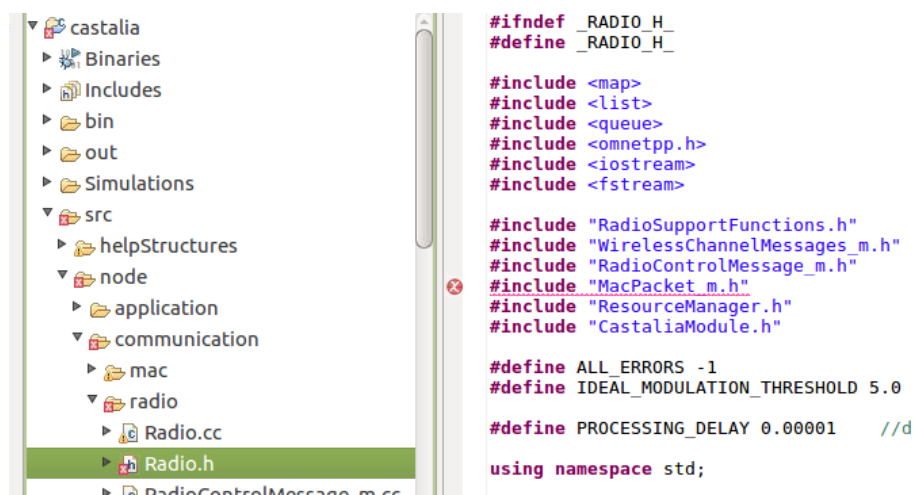 castalia
Binaries
Includes
bin
out
Simulations
src
helpStructures
node
application
communication
mac
radio
Radio.cc
Radio.h
RadioControlMessage_m.cc
#ifndef _RADIO_H_
#define _RADIO_H_
#include <map>
#include <list>
#include <queue>
#include <omnetpp.h>
#include <iostream>
#include <fstream>
#include "RadioSupportFunctions.h"
#include "WirelessChannelMessages_m.h"
#include "RadioControlMessage_m.h"
#include "MacPacket_m.h"
#include "ResourceManager.h"
#include "CastaliaModule.h"
#define ALL_ERRORS -1
#define IDEAL_MODULATION_THRESHOLD 5.0
#define PROCESSING_DELAY 0.00001 //d
using namespace std;